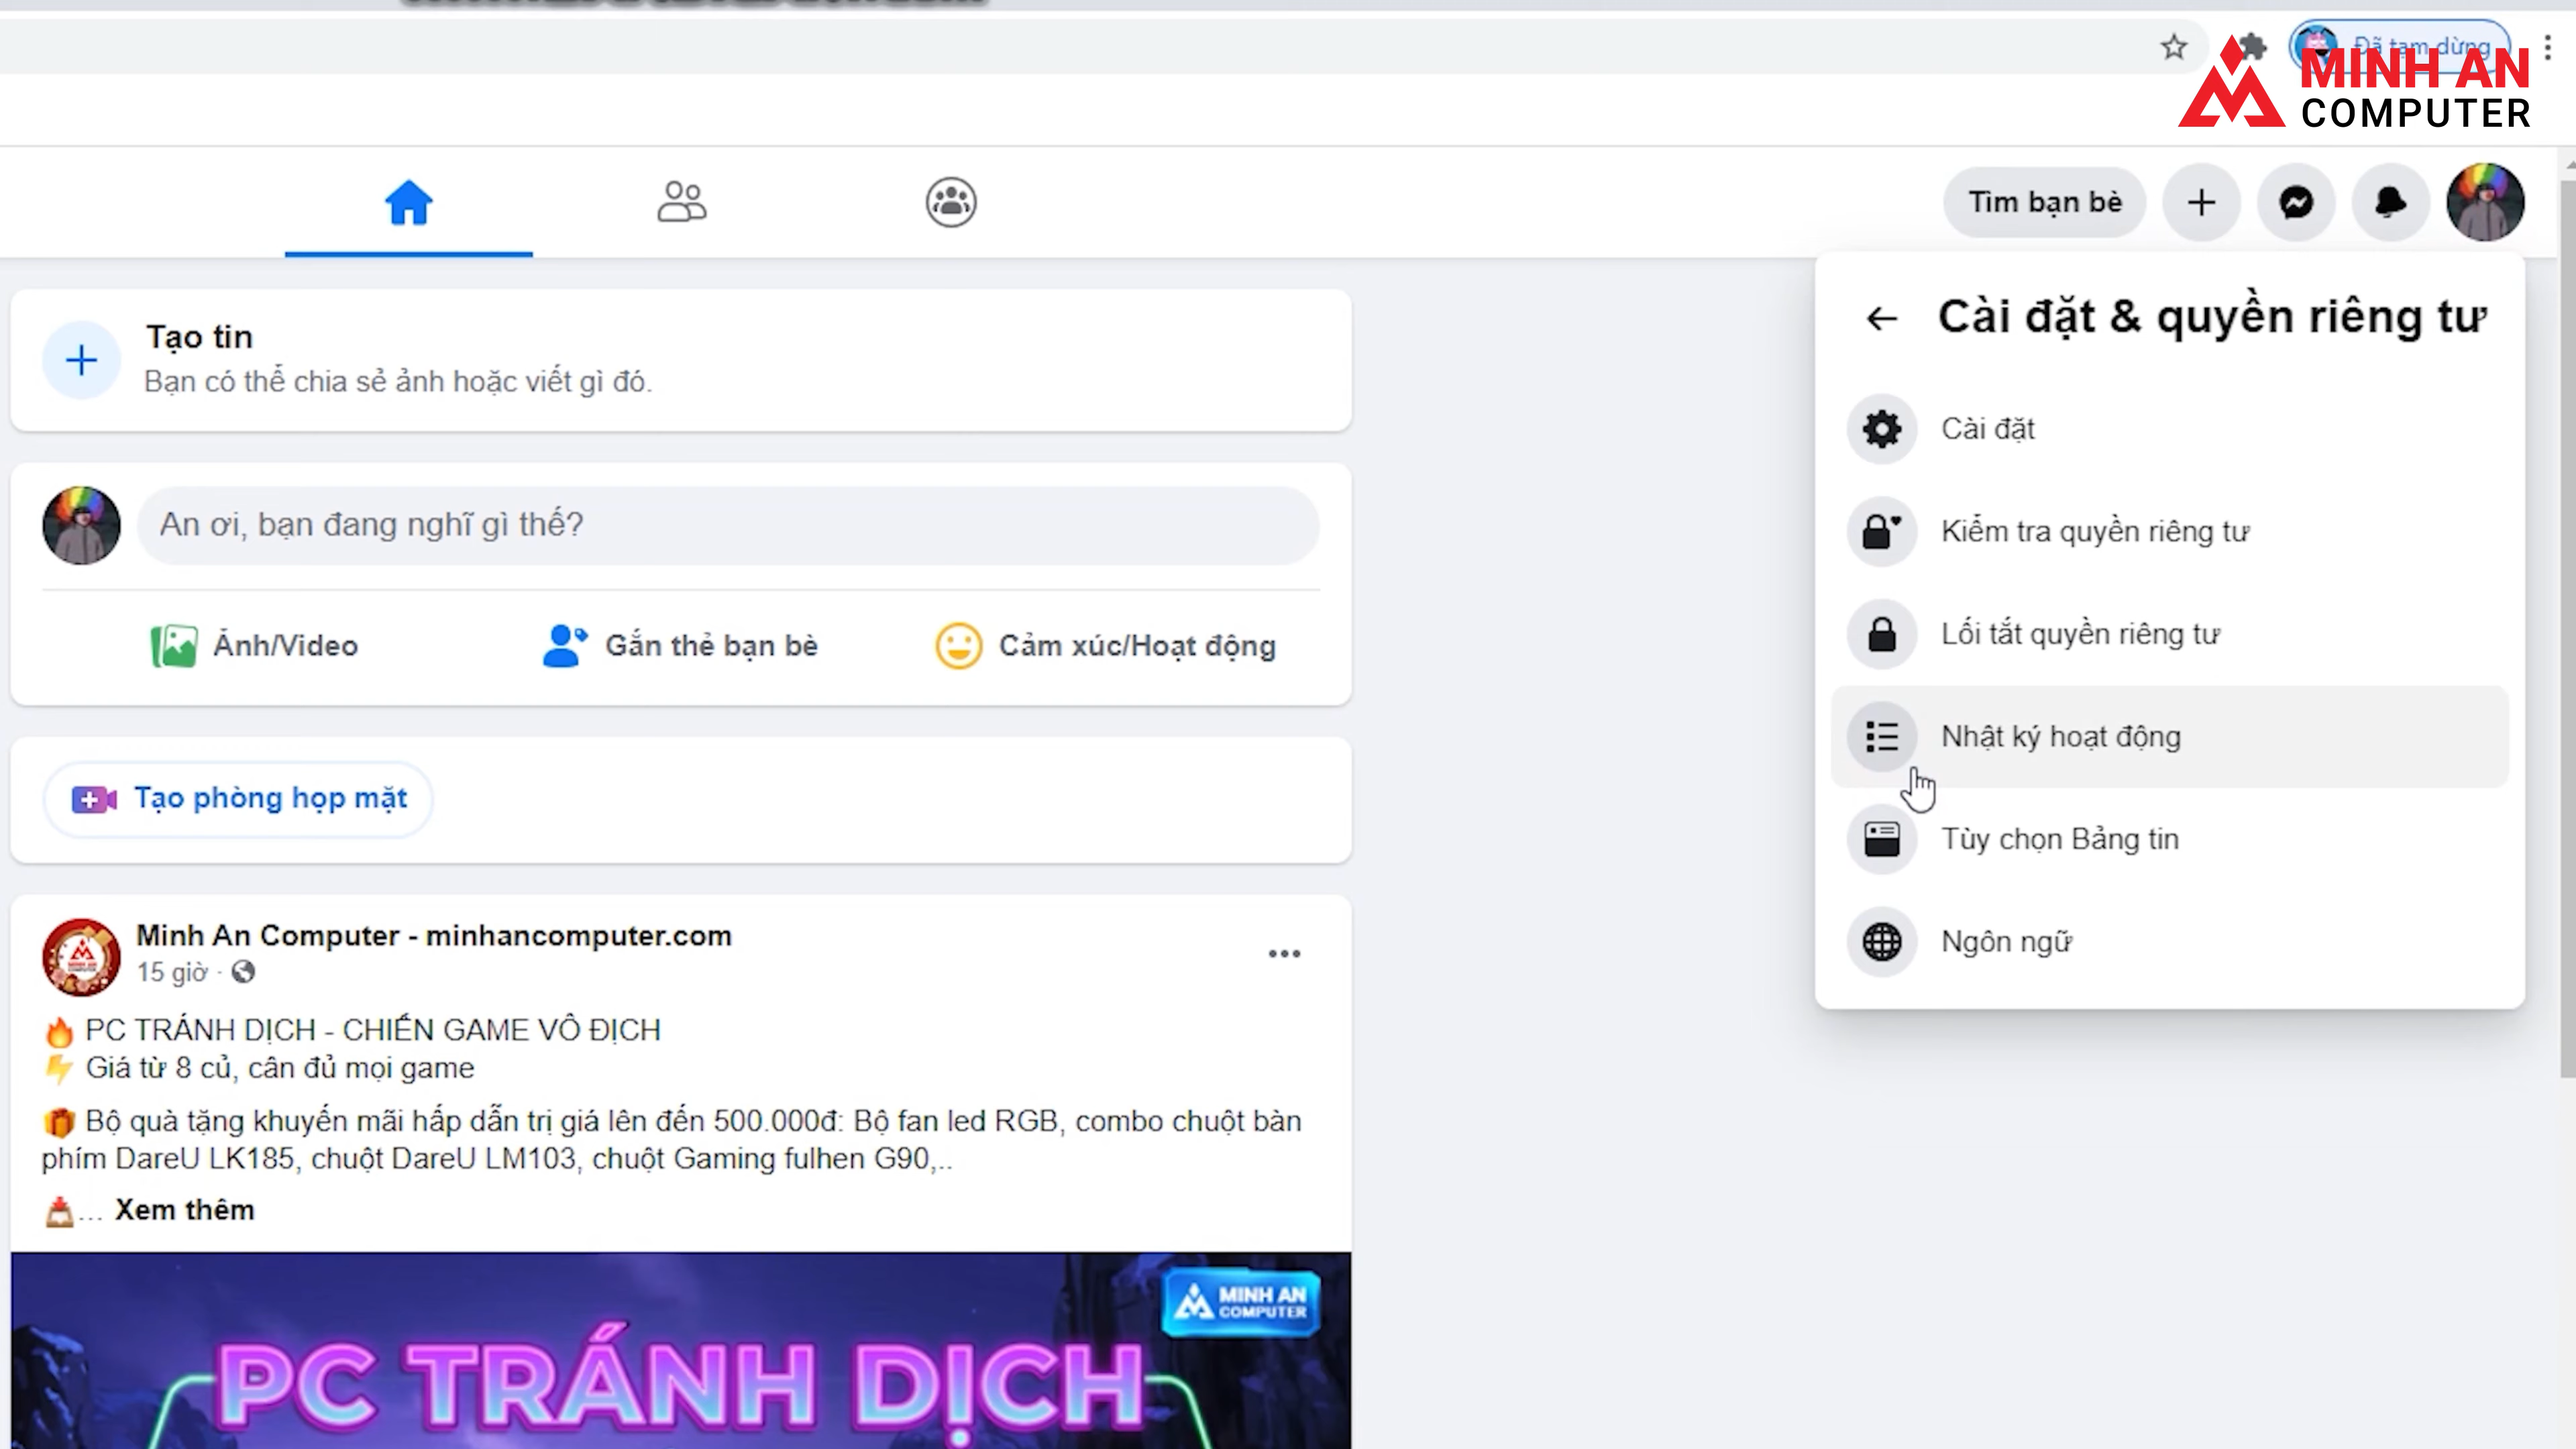 Đã tạm dừng
MINH AN
COMPUTER
Tìm bạn bè
Cài đặt & quyền riêng tư
Cài đặt
Kiểm tra quyền riêng tư
Lối tắt quyền riêng tư
Nhật ký hoạt động
Tùy chọn Bảng tin
Ngôn ngữ
Tạo tin
Bạn có thể chia sẻ ảnh hoặc viết gì đó.
An ơi, bạn đang nghĩ gì thế?
Ảnh/Video
Gắn thẻ bạn bè
Cảm xúc/Hoạt động
Tạo phòng họp mặt
Minh An Computer - minhancomputer.com
15 giờ ·
🔥 PC TRÁNH DỊCH - CHIẾN GAME VÔ ĐỊCH
⚡ Giá từ 8 củ, cân đủ mọi game
🎁 Bộ quà tặng khuyến mãi hấp dẫn trị giá lên đến 500.000đ: Bộ fan led RGB, combo chuột bàn
phím DareU LK185, chuột DareU LM103, chuột Gaming fulhen G90,..
📥... Xem thêm
MINH AN
COMPUTER
PC TRÁNH DỊCH